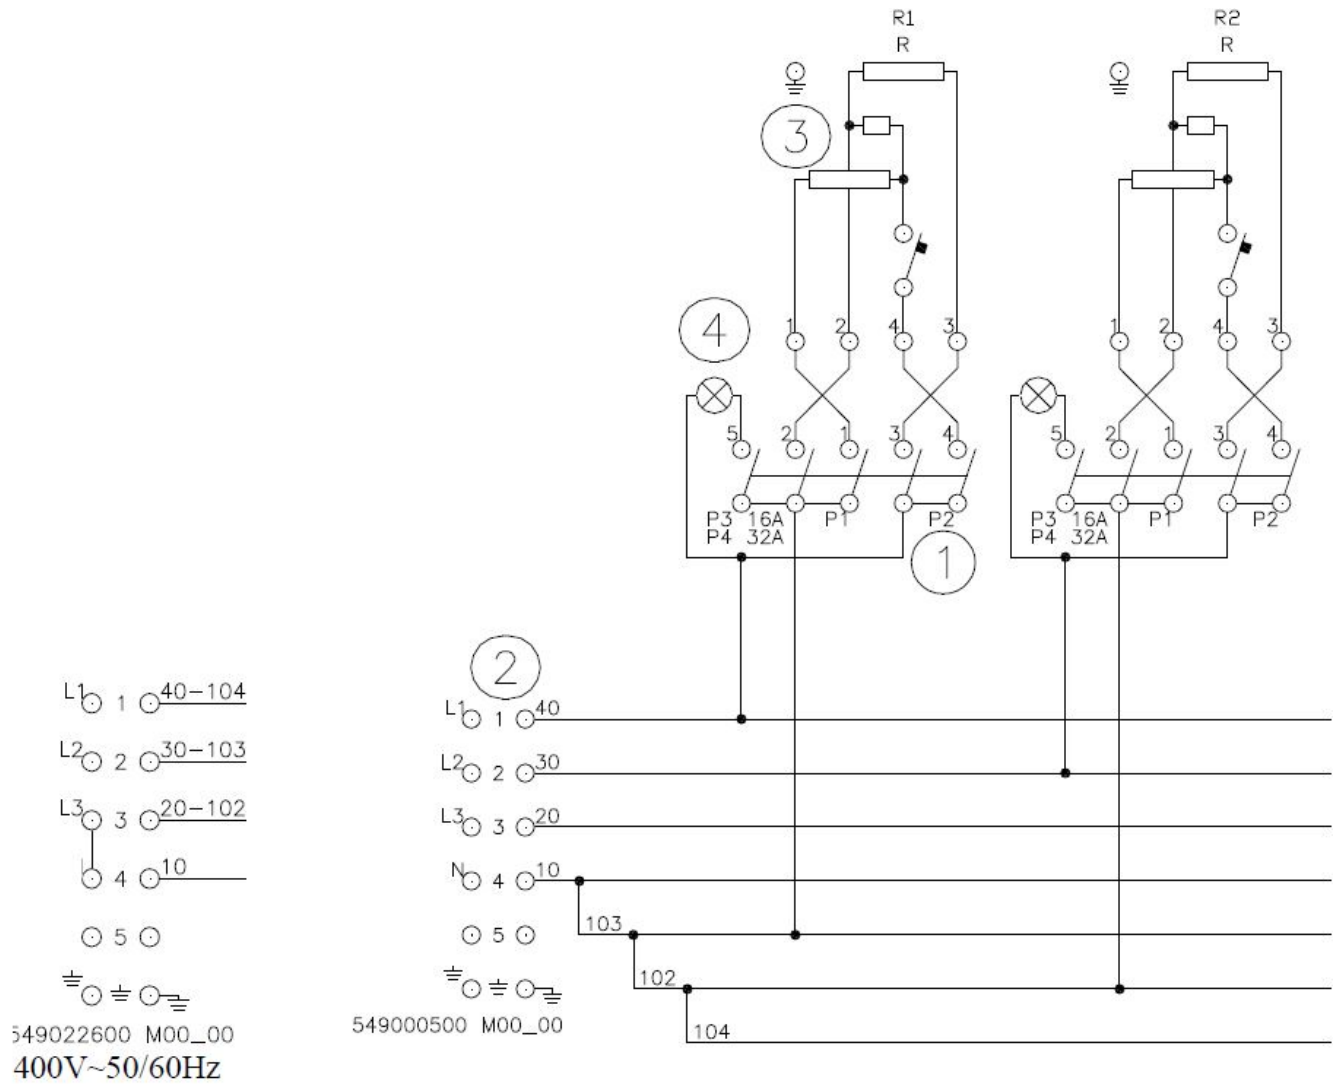 R1 R2
R R
3
4
1 2 4 3 1 2 4 3
5 2 1 3 4 5 2 1 3 4
P3 16A P1 P2 P3 16A P1 P2
P4 32A P4 32A
1
2
L1 1 40-104
L2 2 30-103
L3 3 20-102
4 10
5
549022600 M00_00
400V~50/60Hz
L1 1 40
L2 2 30
L3 3 20
N 4 10
103
5
102
549000500 M00_00
104